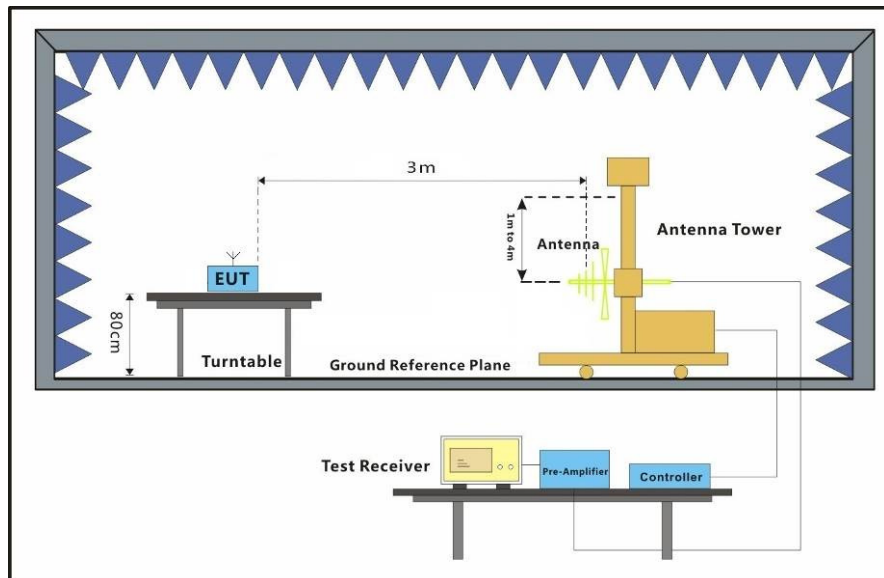 3m
1m to 4m
Antenna
Antenna Tower
EUT
80cm
Turntable
Ground Reference Plane
Test Receiver
Pre-Amplifier
Controller